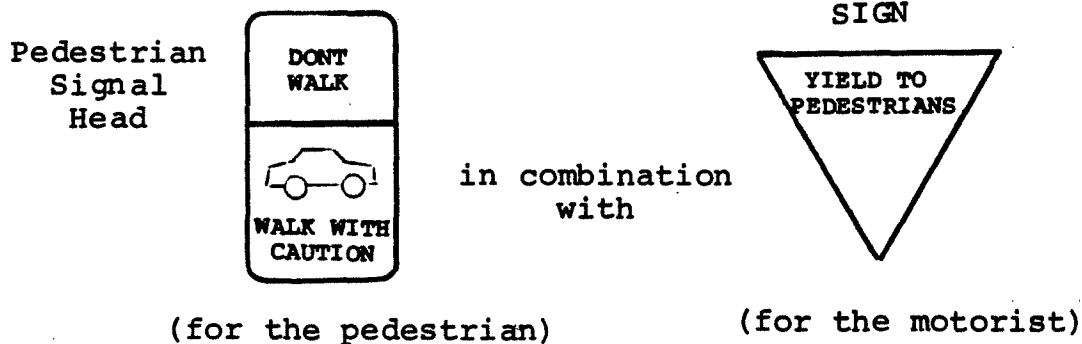 Pedestrian
Signal
Head
DONT
WALK
WALK WITH
CAUTION
(for the pedestrian)
in combination
with
SIGN
YIELD TO
PEDESTRIANS
(for the motorist)